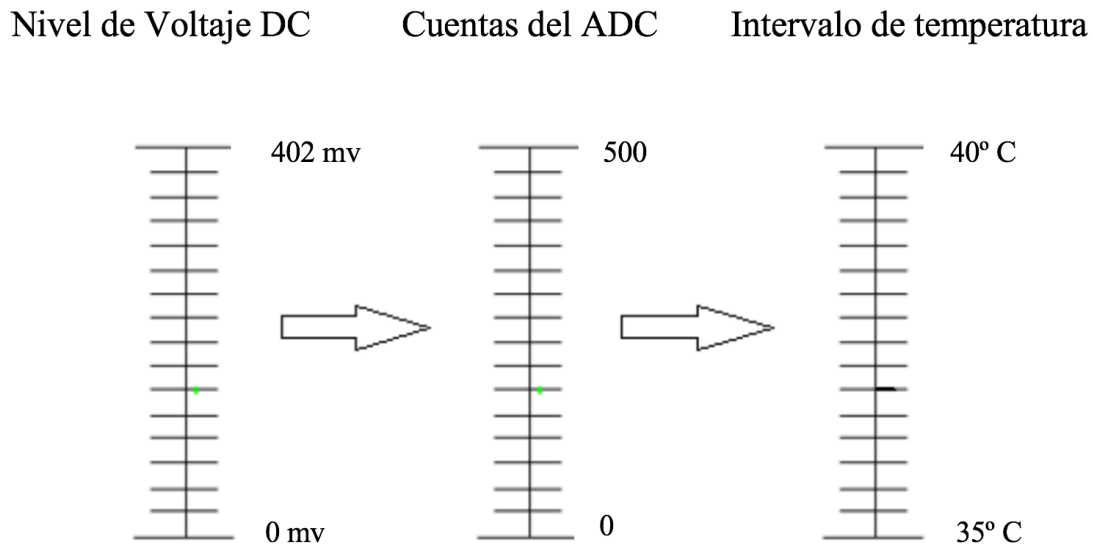 Nivel de Voltaje DC
Cuentas del ADC
Intervalo de temperatura
402 mv
500
40º C
0 mv
0
35º C